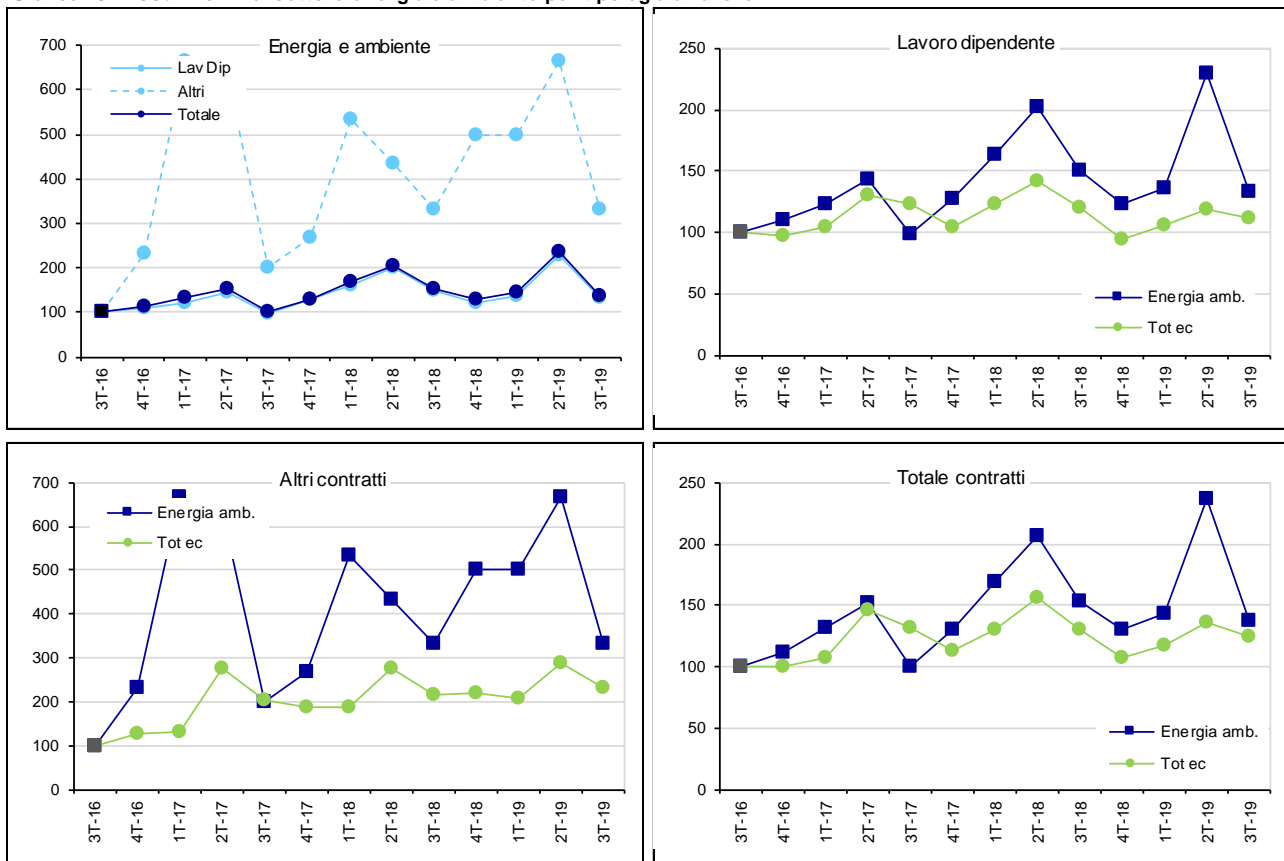 Energia e ambiente
Lav Dip
Altri
Totale
700
600
500
400
300
200
100
0
3T-16
4T-16
1T-17
2T-17
3T-17
4T-17
1T-18
2T-18
3T-18
4T-18
1T-19
2T-19
3T-19
Lavoro dipendente
250
200
150
100
50
0
Energia amb.
Tot ec
3T-16
4T-16
1T-17
2T-17
3T-17
4T-17
1T-18
2T-18
3T-18
4T-18
1T-19
2T-19
3T-19
Altri contratti
Energia amb.
Tot ec
700
600
500
400
300
200
100
0
3T-16
4T-16
1T-17
2T-17
3T-17
4T-17
1T-18
2T-18
3T-18
4T-18
1T-19
2T-19
3T-19
Totale contratti
250
200
150
100
50
0
Energia amb.
Tot ec
3T-16
4T-16
1T-17
2T-17
3T-17
4T-17
1T-18
2T-18
3T-18
4T-18
1T-19
2T-19
3T-19